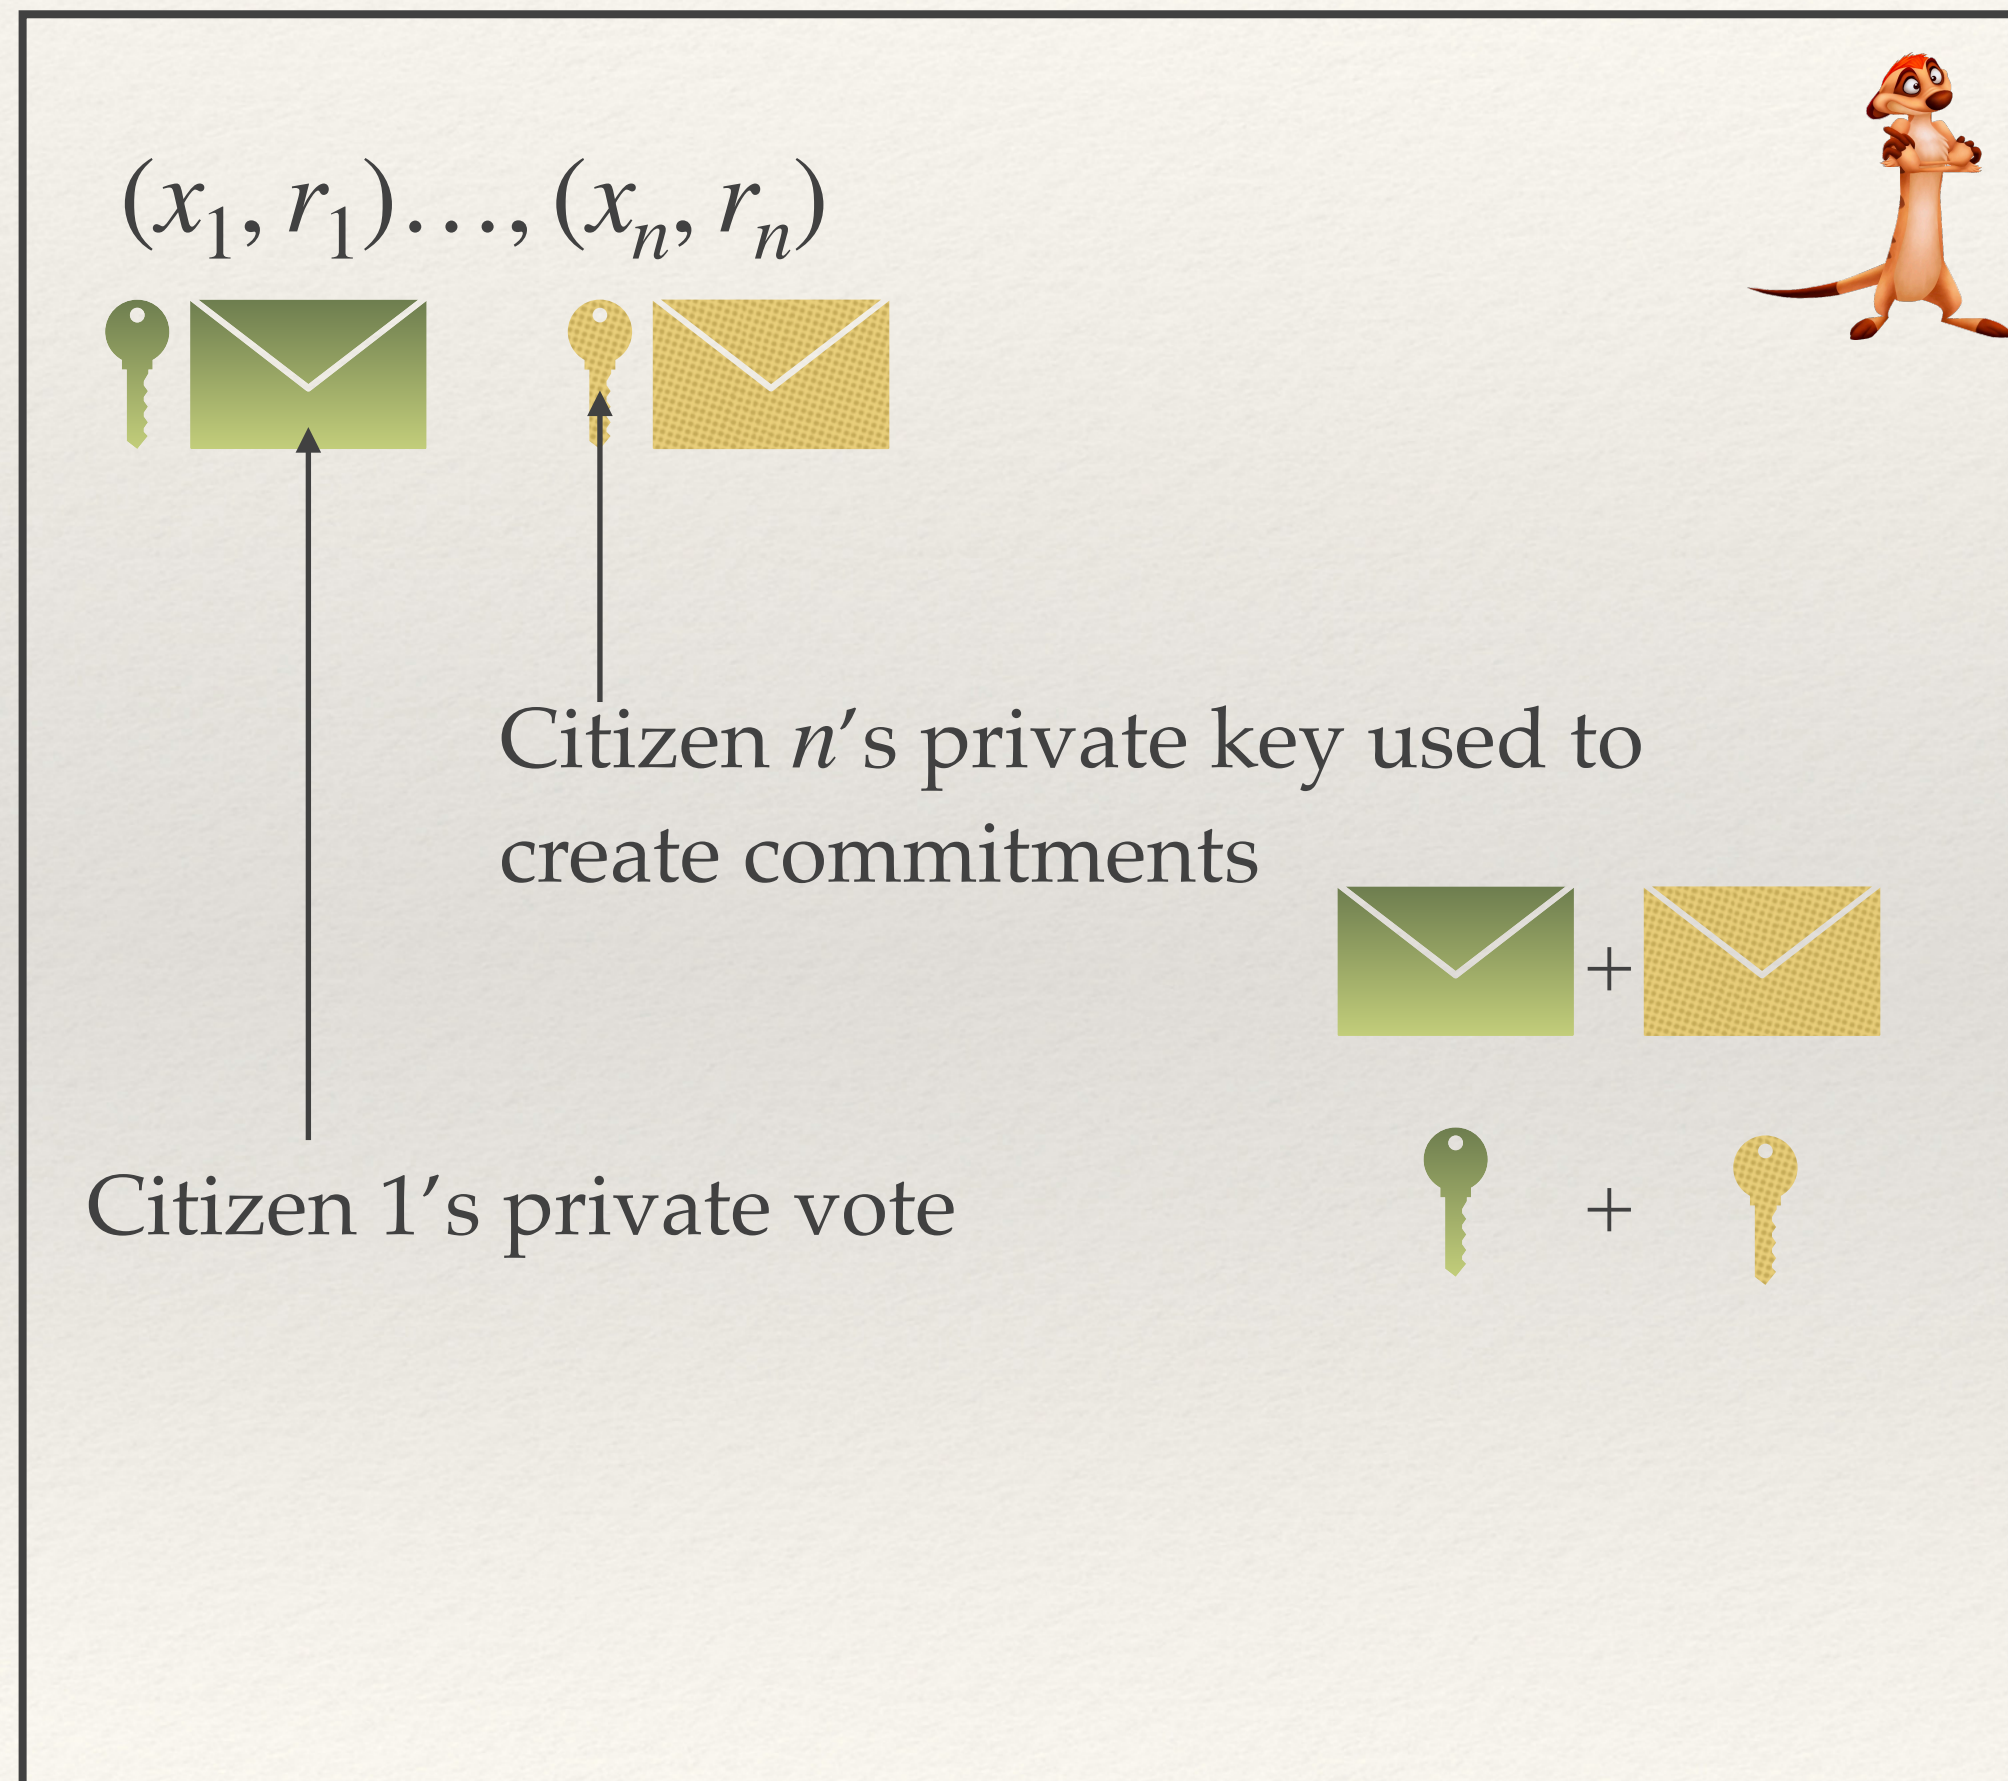 (x₁, r₁)…, (xₙ, rₙ)
Citizen n’s private key used to
create commitments
+
Citizen 1’s private vote
+